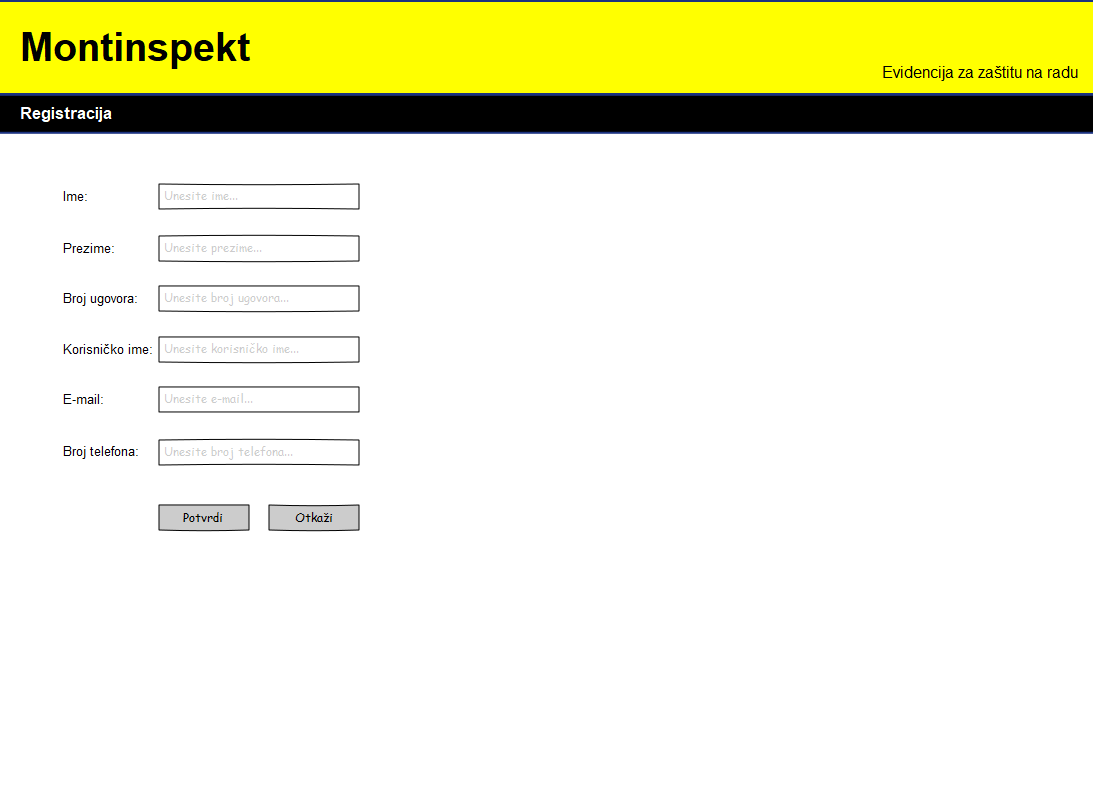 Montinspekt
Evidencija za zaštitu na radu
Registracija
Ime: Unesite ime...
Prezime: Unesite prezime...
Broj ugovora: Unesite broj ugovora...
Korisničko ime: Unesite korisničko ime...
E-mail: Unesite e-mail...
Broj telefona: Unesite broj telefona...
Potvrdi Otkaži